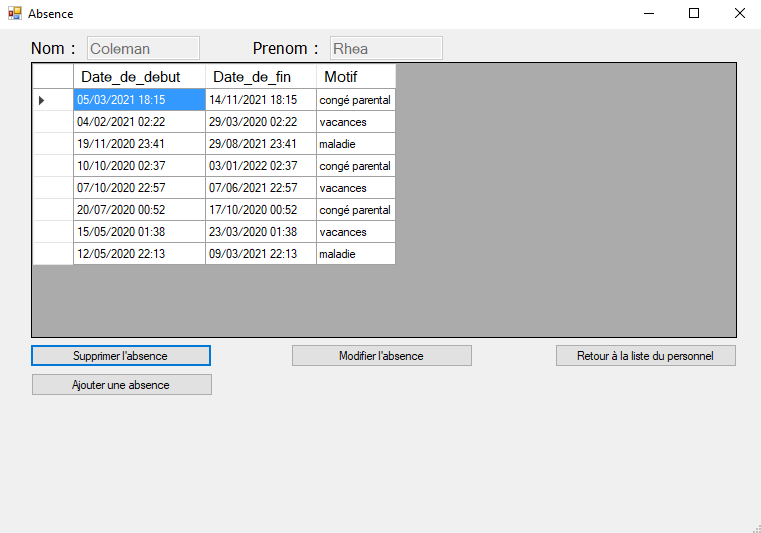 Absence
Nom : Coleman Prenom : Rhea
Date_de_debut Date_de_fin Motif
05/03/2021 18:15 14/11/2021 18:15 congé parental
04/02/2021 02:22 29/03/2020 02:22 vacances
19/11/2020 23:41 29/08/2021 23:41 maladie
10/10/2020 02:37 03/01/2022 02:37 congé parental
07/10/2020 22:57 07/06/2021 22:57 vacances
20/07/2020 00:52 17/10/2020 00:52 congé parental
15/05/2020 01:38 23/03/2020 01:38 vacances
12/05/2020 22:13 09/03/2021 22:13 maladie
Supprimer l'absence Modifier l'absence Retour à la liste du personnel
Ajouter une absence